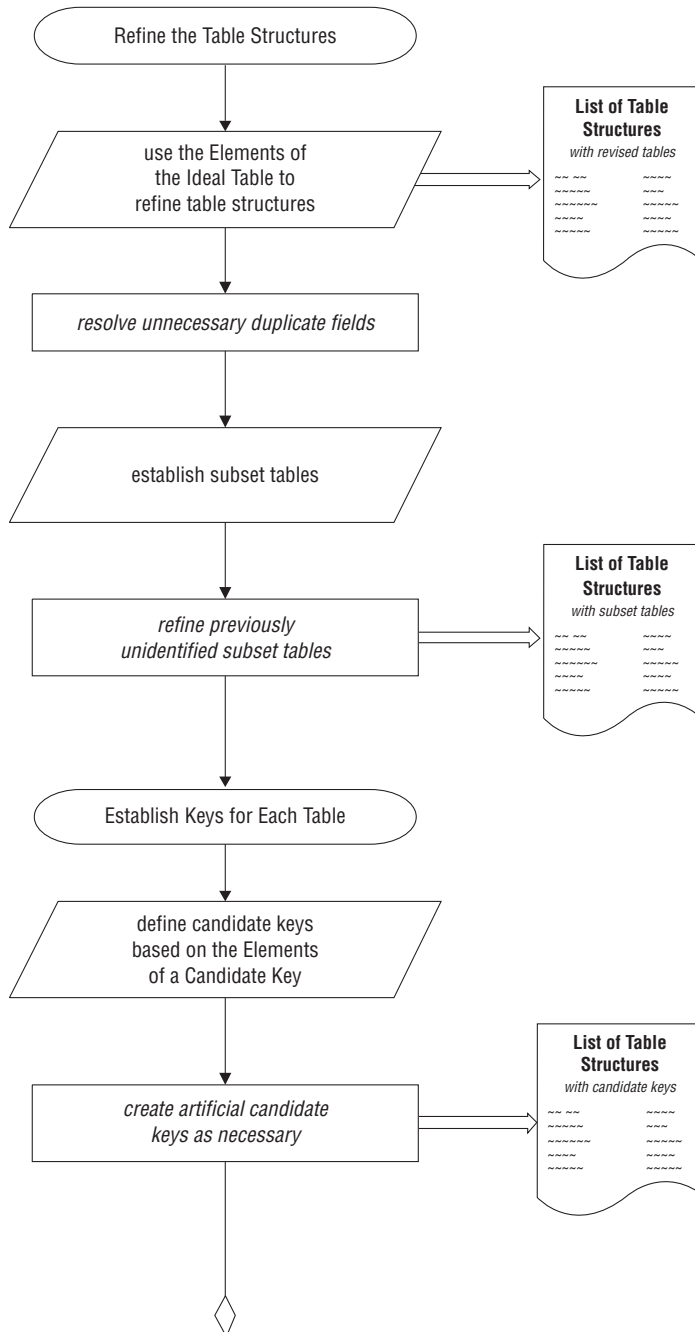 Refine the Table Structures
use the Elements of
the Ideal Table to
refine table structures
List of Table
Structures
with revised tables
~~ ~~ ~~~~
~~~~~ ~~~
~~~~~~ ~~~~~
~~~~ ~~~~
~~~~~ ~~~~~
resolve unnecessary duplicate fields
establish subset tables
refine previously
unidentified subset tables
List of Table
Structures
with subset tables
~~ ~~ ~~~~
~~~~~ ~~~
~~~~~~ ~~~~~
~~~~ ~~~~
~~~~~ ~~~~~
Establish Keys for Each Table
define candidate keys
based on the Elements
of a Candidate Key
create artificial candidate
keys as necessary
List of Table
Structures
with candidate keys
~~ ~~ ~~~~
~~~~~ ~~~
~~~~~~ ~~~~~
~~~~ ~~~~
~~~~~ ~~~~~